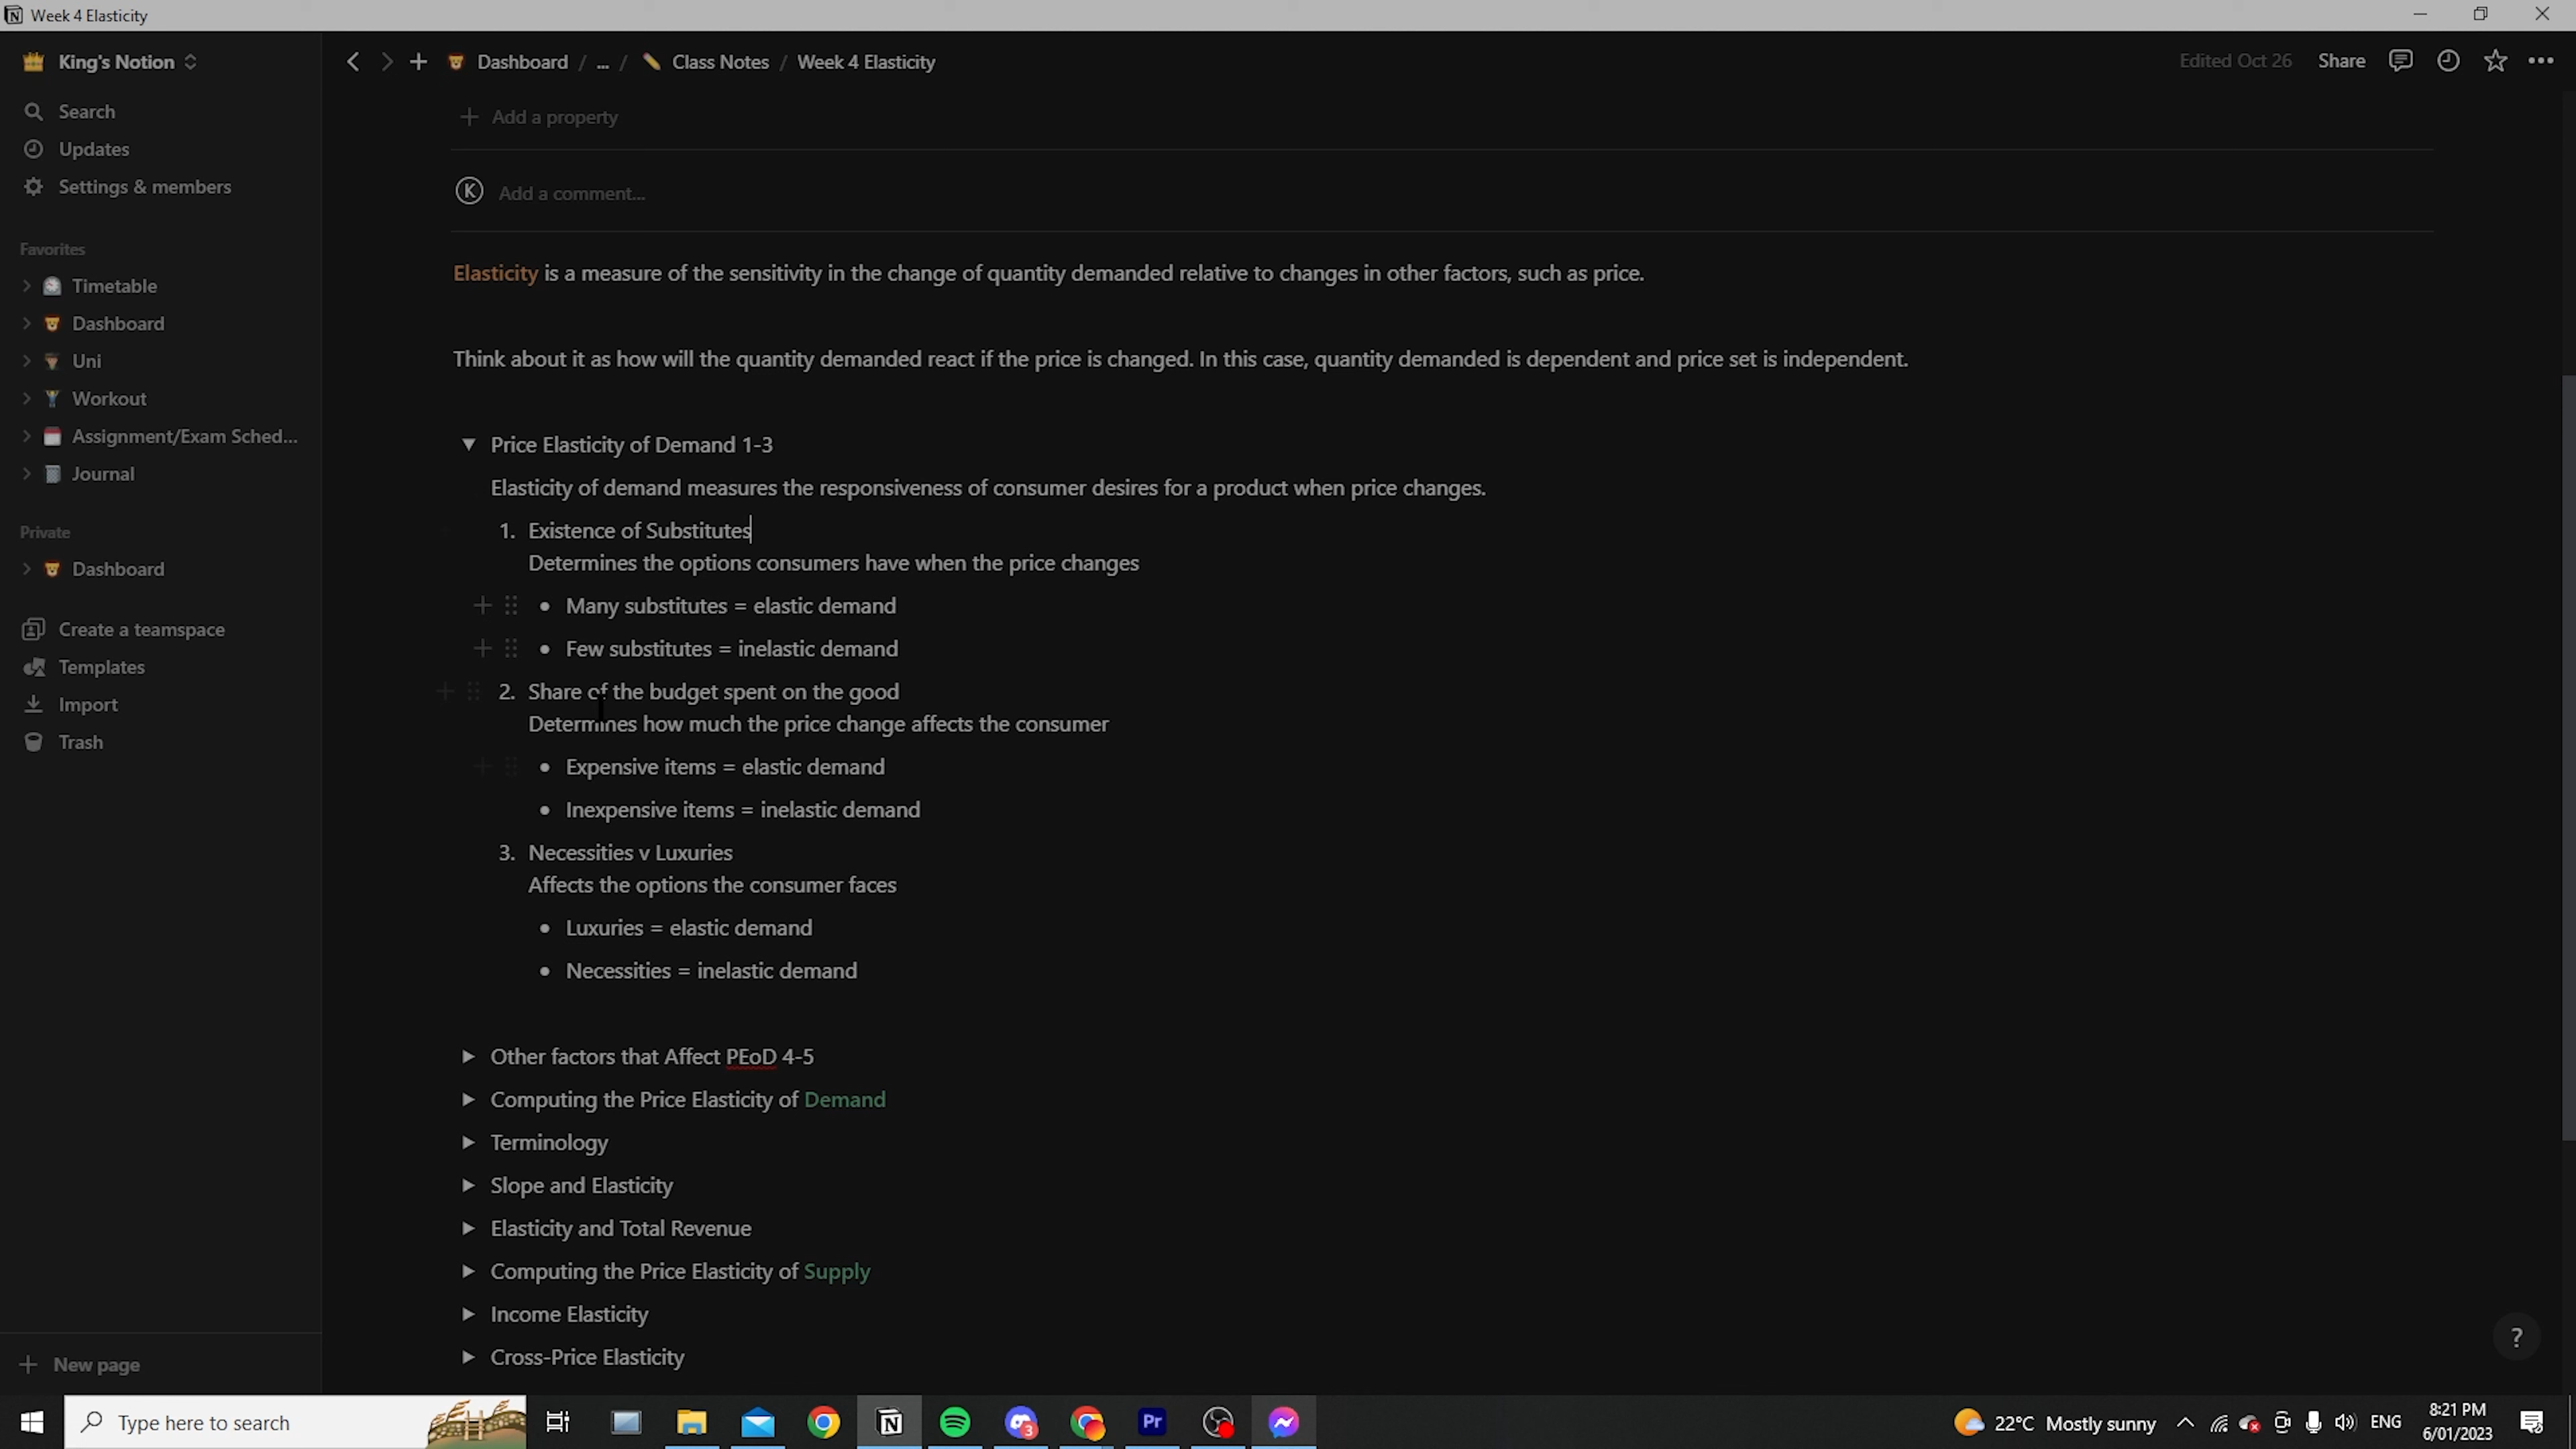 Week 4 Elasticity
King's Notion
Search
Updates
Settings & members
Favorites
Timetable
Dashboard
Uni
Workout
Assignment/Exam Sched...
Journal
Private
Dashboard
Create a teamspace
Templates
Import
Trash
New page
Dashboard / ... / Class Notes / Week 4 Elasticity
Edited Oct 26 Share
Add a property
K Add a comment...
Elasticity is a measure of the sensitivity in the change of quantity demanded relative to changes in other factors, such as price.
Think about it as how will the quantity demanded react if the price is changed. In this case, quantity demanded is dependent and price set is independent.
Price Elasticity of Demand 1-3
Elasticity of demand measures the responsiveness of consumer desires for a product when price changes.
1. Existence of Substitutes
Determines the options consumers have when the price changes
• Many substitutes = elastic demand
• Few substitutes = inelastic demand
2. Share of the budget spent on the good
Determines how much the price change affects the consumer
• Expensive items = elastic demand
• Inexpensive items = inelastic demand
3. Necessities v Luxuries
Affects the options the consumer faces
• Luxuries = elastic demand
• Necessities = inelastic demand
Other factors that Affect PEoD 4-5
Computing the Price Elasticity of Demand
Terminology
Slope and Elasticity
Elasticity and Total Revenue
Computing the Price Elasticity of Supply
Income Elasticity
Cross-Price Elasticity
?
Type here to search
3
Pr
22°C Mostly sunny
ENG
8:21 PM
6/01/2023